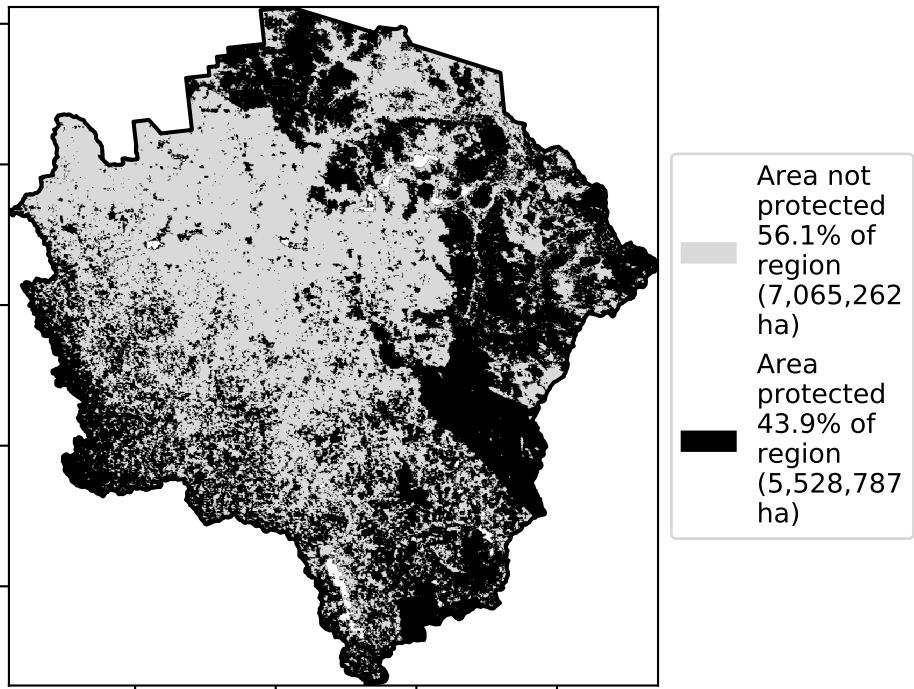 Area not
protected
56.1% of
region
(7,065,262
ha)
Area
protected
43.9% of
region
(5,528,787
ha)